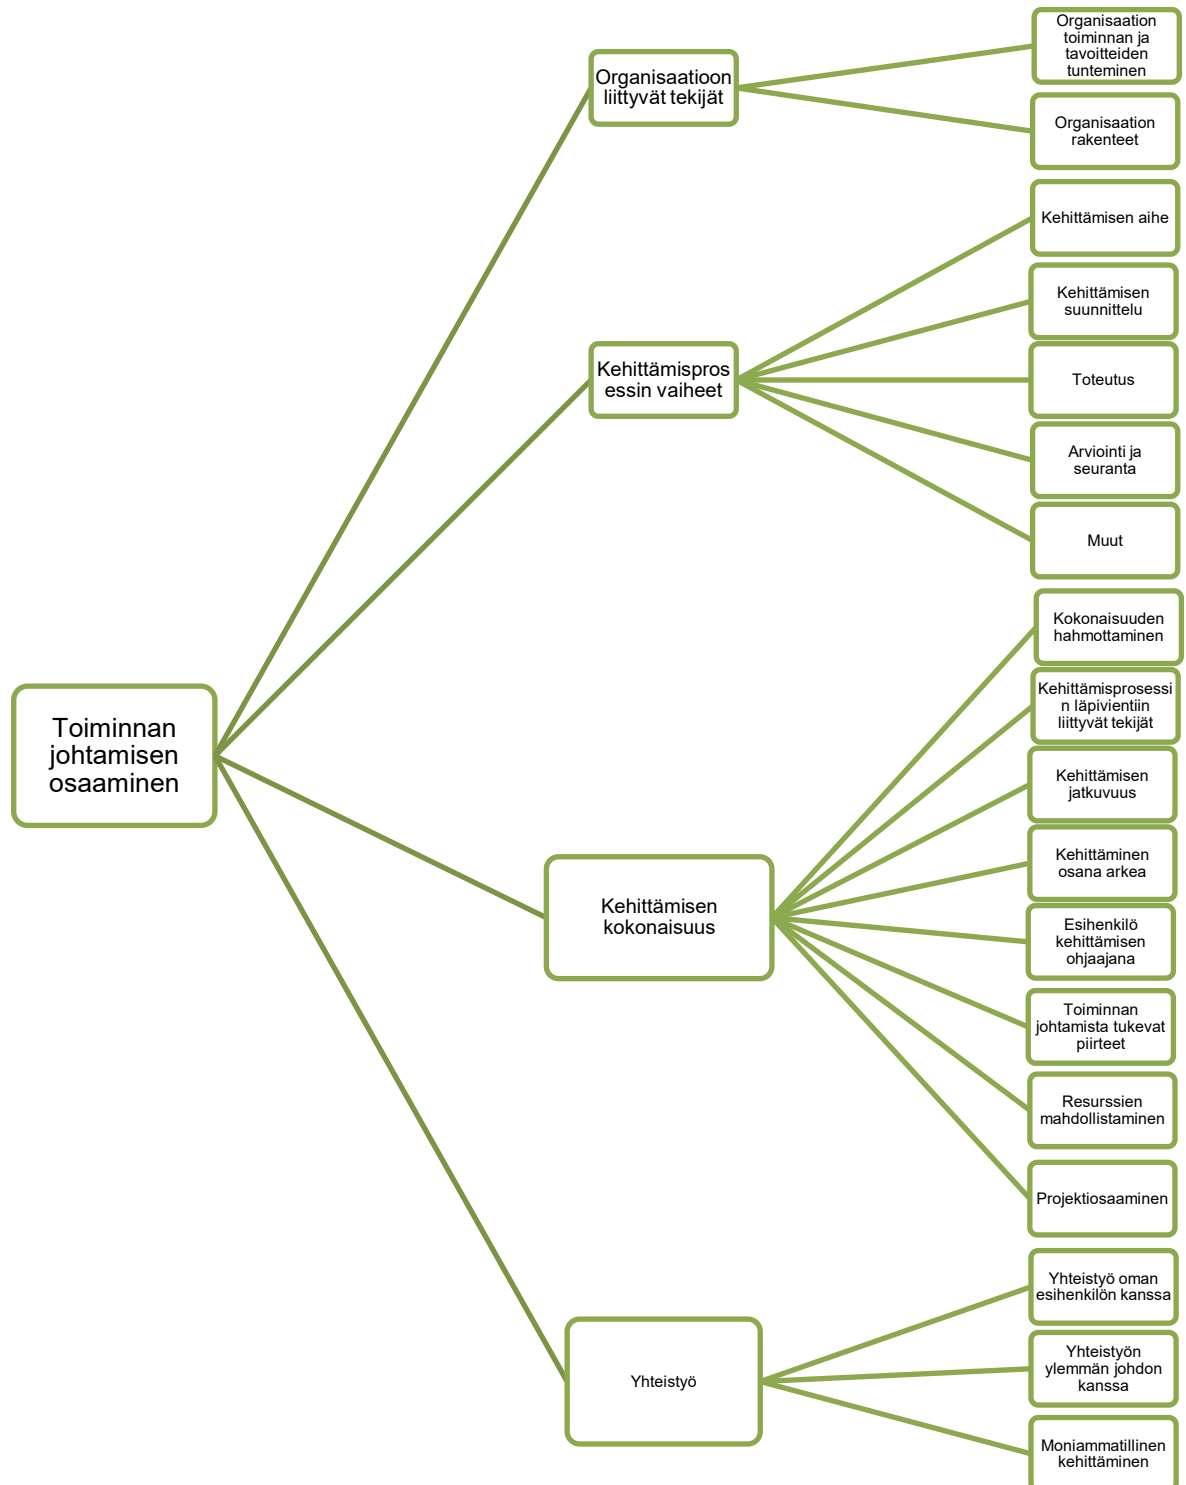 Toiminnan
johtamisen
osaaminen
Organisaatioon
liittyvät tekijät
Organisaation
toiminnan ja
tavoitteiden
tunteminen
Organisaation
rakenteet
Kehittämispros
essin vaiheet
Kehittämisen aihe
Kehittämisen
suunnittelu
Toteutus
Arviointi ja
seuranta
Muut
Kehittämisen
kokonaisuus
Kokonaisuuden
hahmottaminen
Kehittämisprosessi
n läpivientiin
liittyvät tekijät
Kehittämisen
jatkuvuus
Kehittäminen
osana arkea
Esihenkilö
kehittämisen
ohjaajana
Toiminnan
johtamista tukevat
piirteet
Resurssien
mahdollistaminen
Projektiosaaminen
Yhteistyö
Yhteistyö oman
esihenkilön kanssa
Yhteistyön
ylemmän johdon
kanssa
Moniammatillinen
kehittäminen